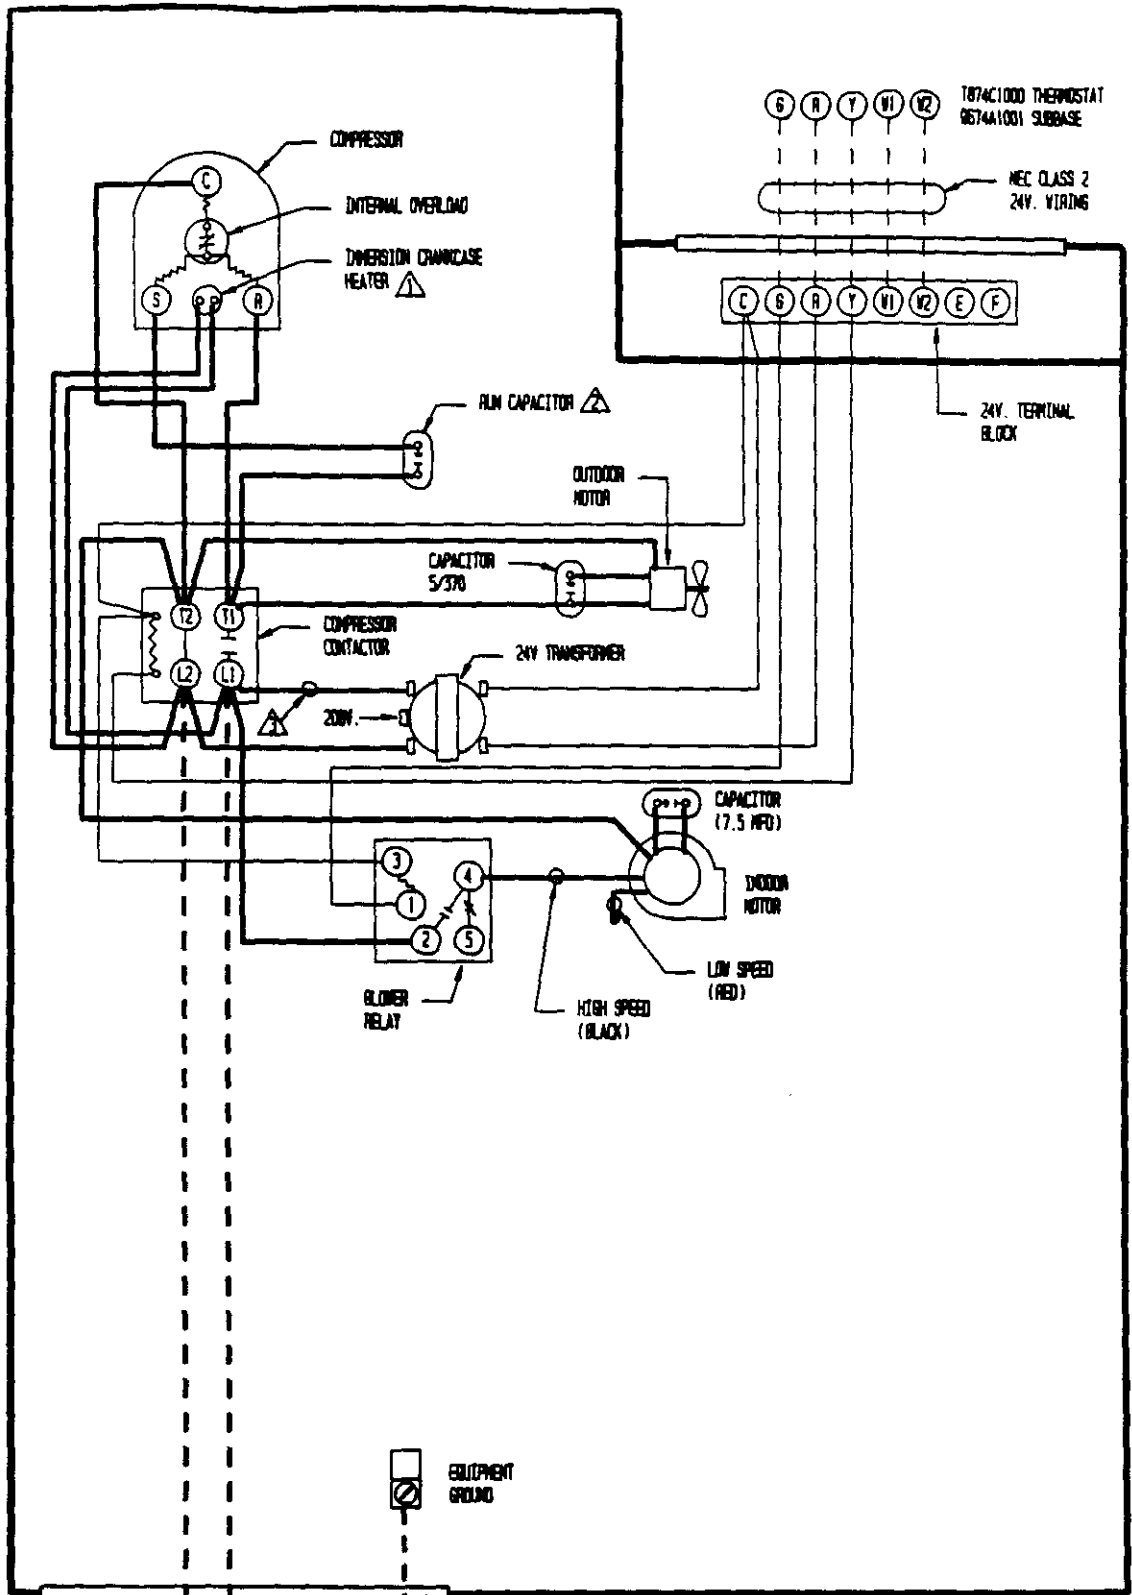 G R Y W1 W2
T874C1000 THERMOSTAT
Q674A1001 SUBBASE
NEC CLASS 2
24V. WIRING
COMPRESSOR
C
INTERNAL OVERLOAD
IMMERSION CRANKCASE
HEATER 1
S
R
C G R Y W1 W2 E F
24V. TERMINAL
BLOCK
RUN CAPACITOR 2
OUTDOOR
MOTOR
CAPACITOR
5/370
T2 T1
COMPRESSOR
CONTACTOR
24V TRANSFORMER
L2 L1
3
208V.
CAPACITOR
(7.5 MFD)
3
4
1
2
5
INDOOR
MOTOR
LOW SPEED
(RED)
BLOWER
RELAY
HIGH SPEED
(BLACK)
EQUIPMENT
GROUND